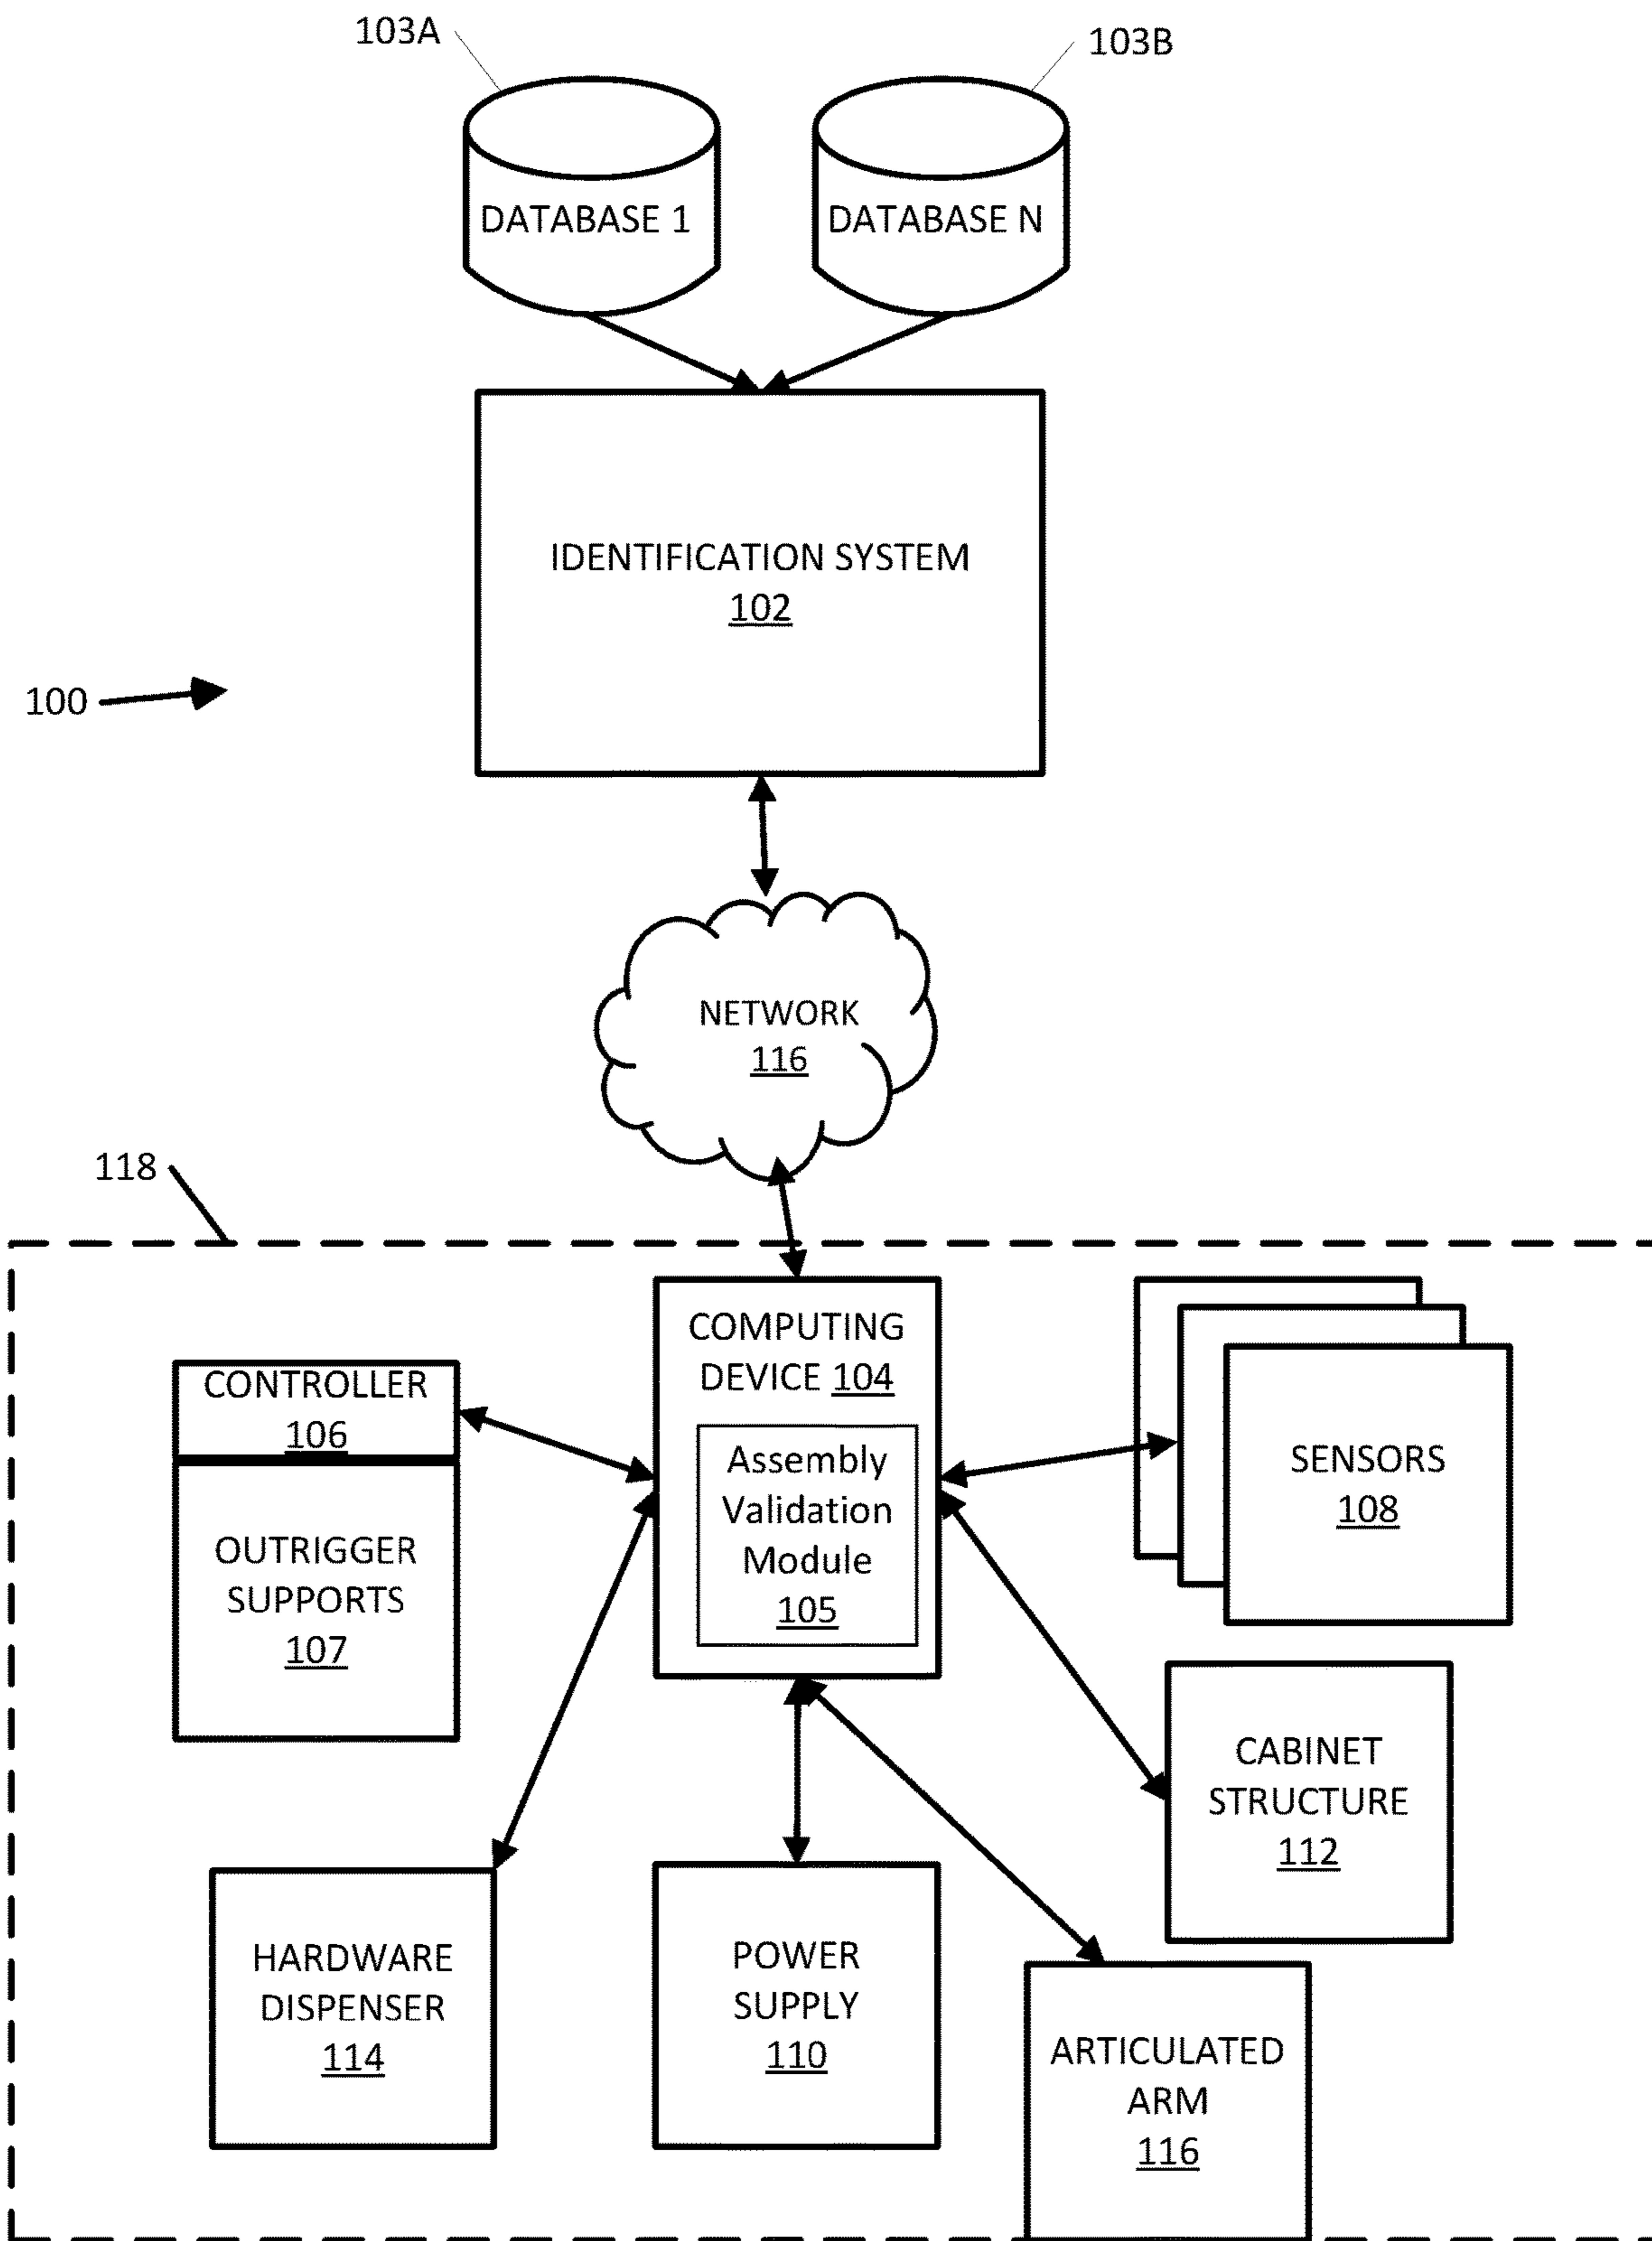 103A
103B
DATABASE 1
DATABASE N
IDENTIFICATION SYSTEM
102
100
NETWORK
116
118
COMPUTING
DEVICE 104
Assembly
Validation
Module
105
CONTROLLER
106
OUTRIGGER
SUPPORTS
107
SENSORS
108
CABINET
STRUCTURE
112
HARDWARE
DISPENSER
114
POWER
SUPPLY
110
ARTICULATED
ARM
116